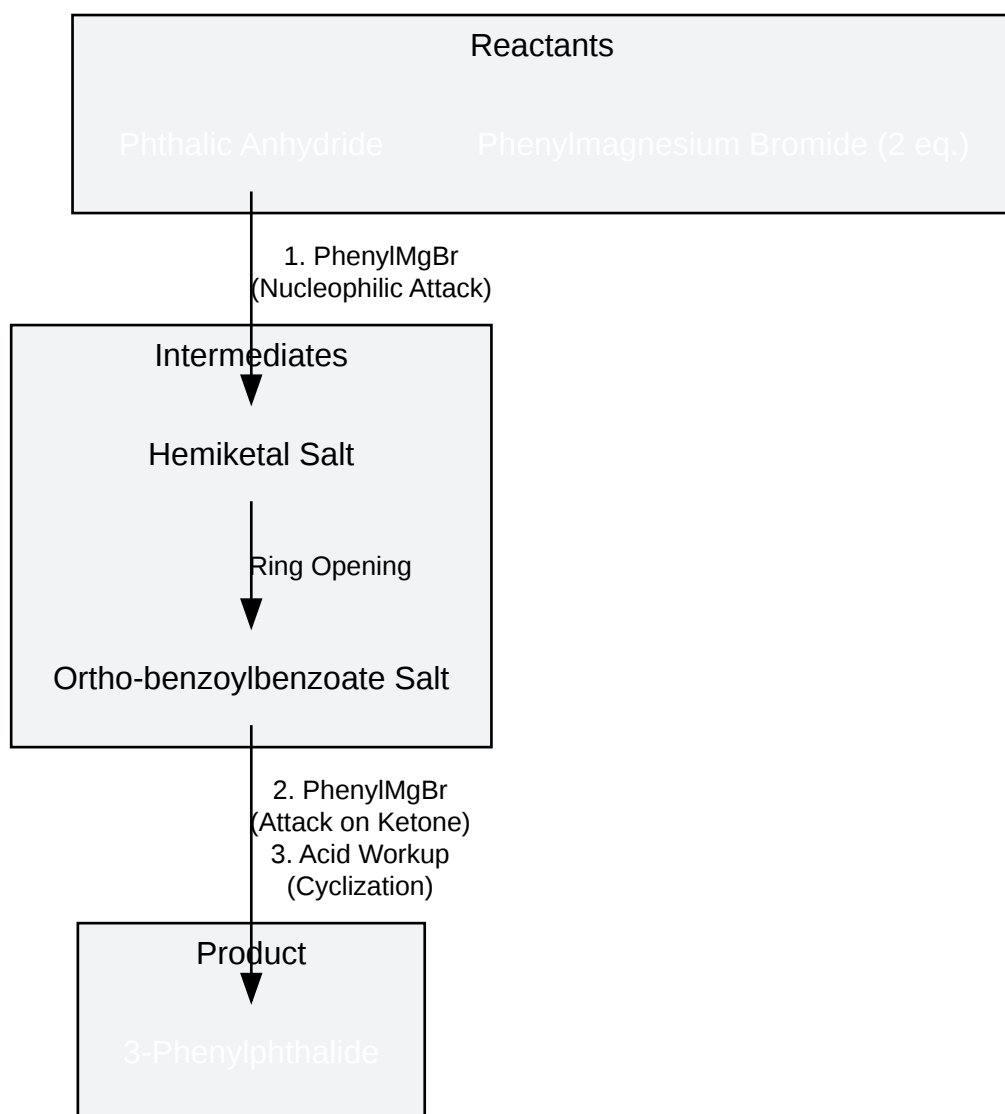 Reactants
Phthalic Anhydride
Phenylmagnesium Bromide (2 eq.)
1. PhenylMgBr
(Nucleophilic Attack)
Intermediates
Hemiketal Salt
Ring Opening
Ortho-benzoylbenzoate Salt
2. PhenylMgBr
(Attack on Ketone)
3. Acid Workup
(Cyclization)
Product
3-Phenylphthalide